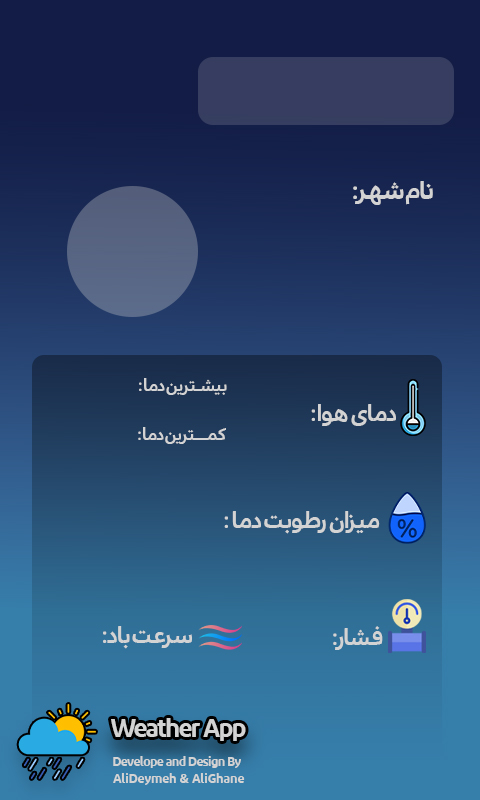 نام شهر:
بیشترین دما:
دمای هوا:
کمترین دما:
%
میزان رطوبت دما :
فشار:
سرعت باد:
Weather App
Develope and Design By
AliDeymeh & AliGhane